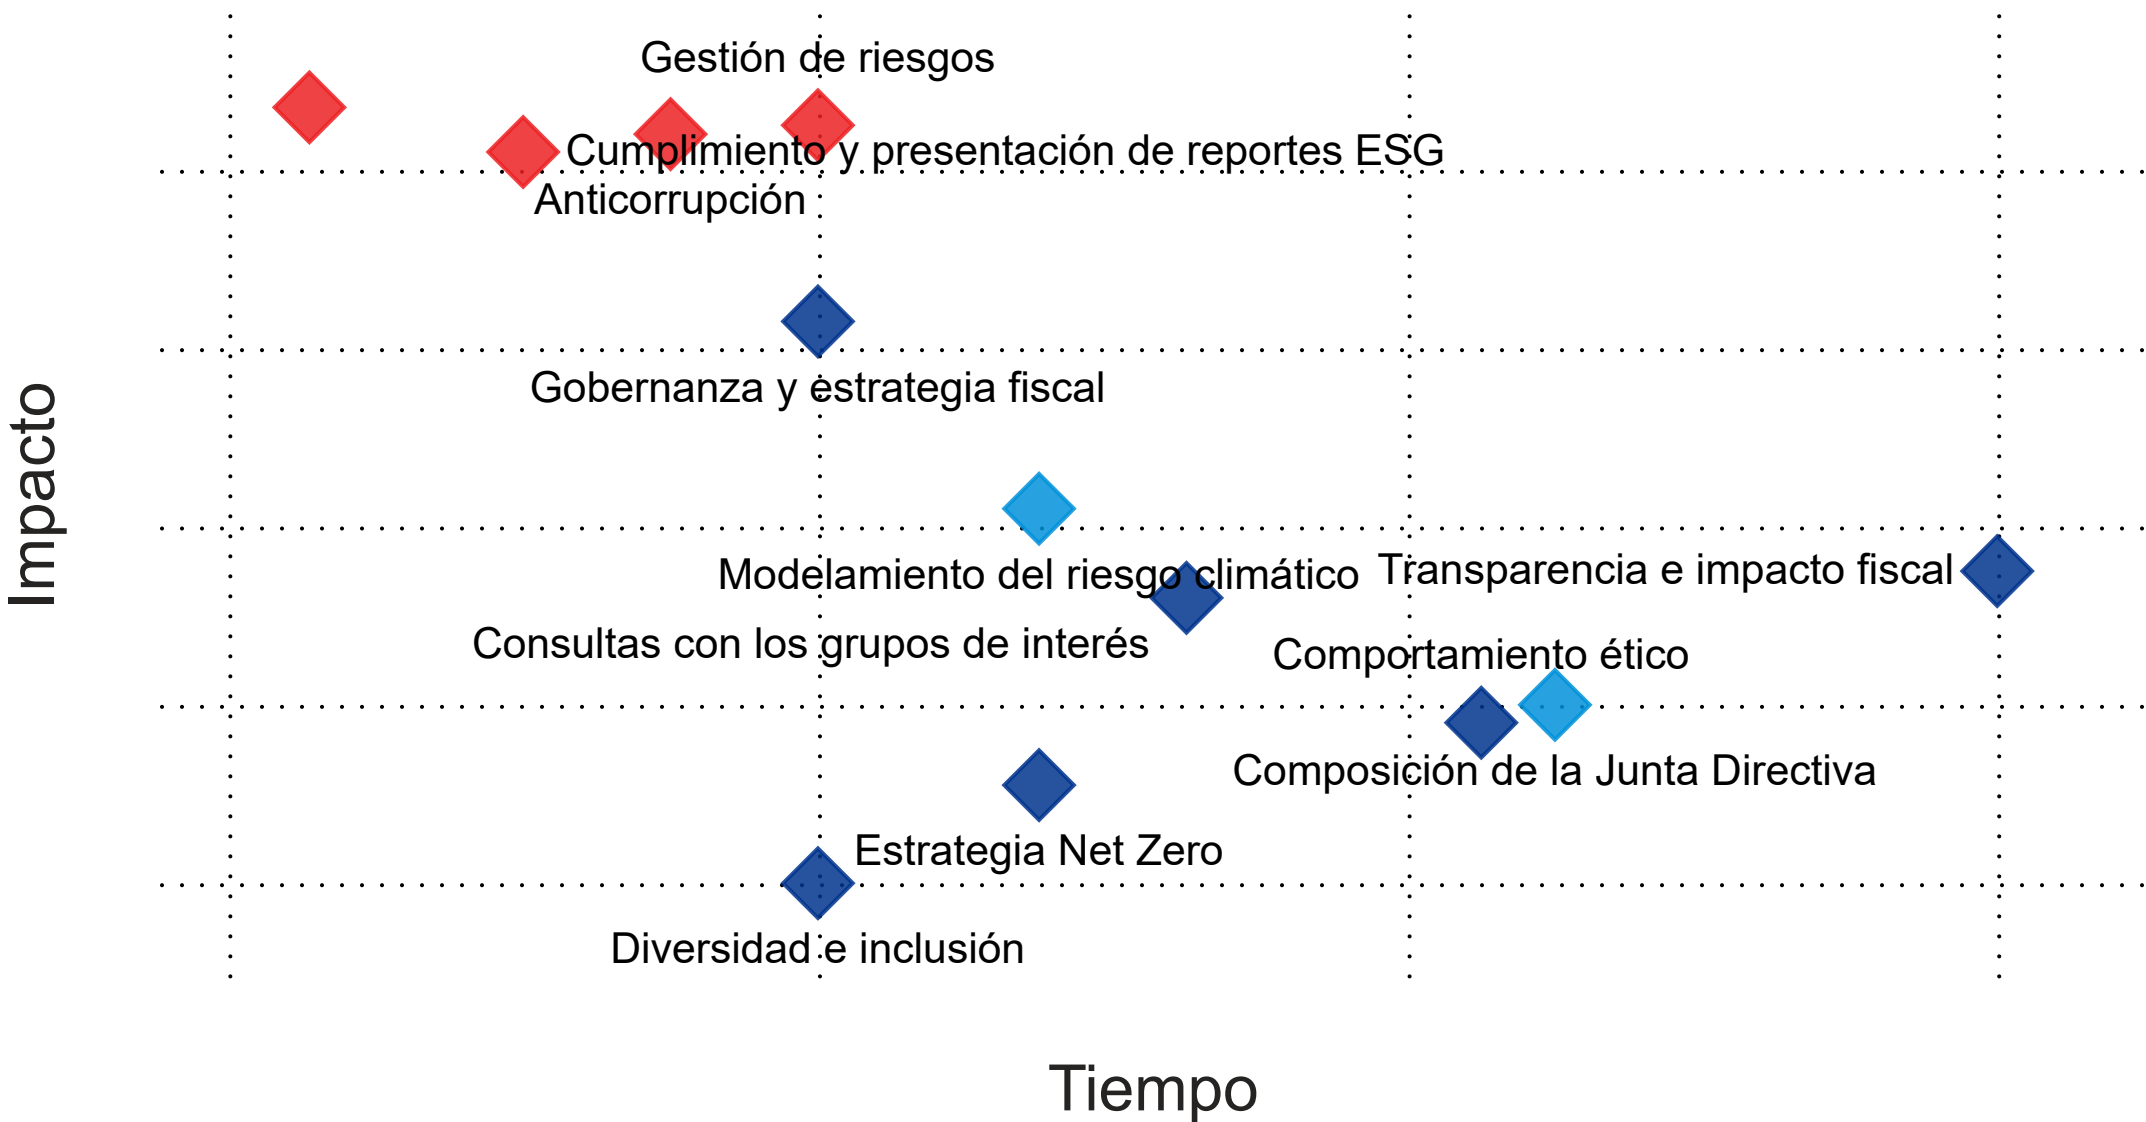 Gestión de riesgos
Cumplimiento y presentación de reportes ESG
Anticorrupción
Gobernanza y estrategia fiscal
Impacto
Modelamiento del riesgo climático
Transparencia e impacto fiscal
Consultas con los grupos de interés
Comportamiento ético
Composición de la Junta Directiva
Estrategia Net Zero
Diversidad e inclusión
Tiempo